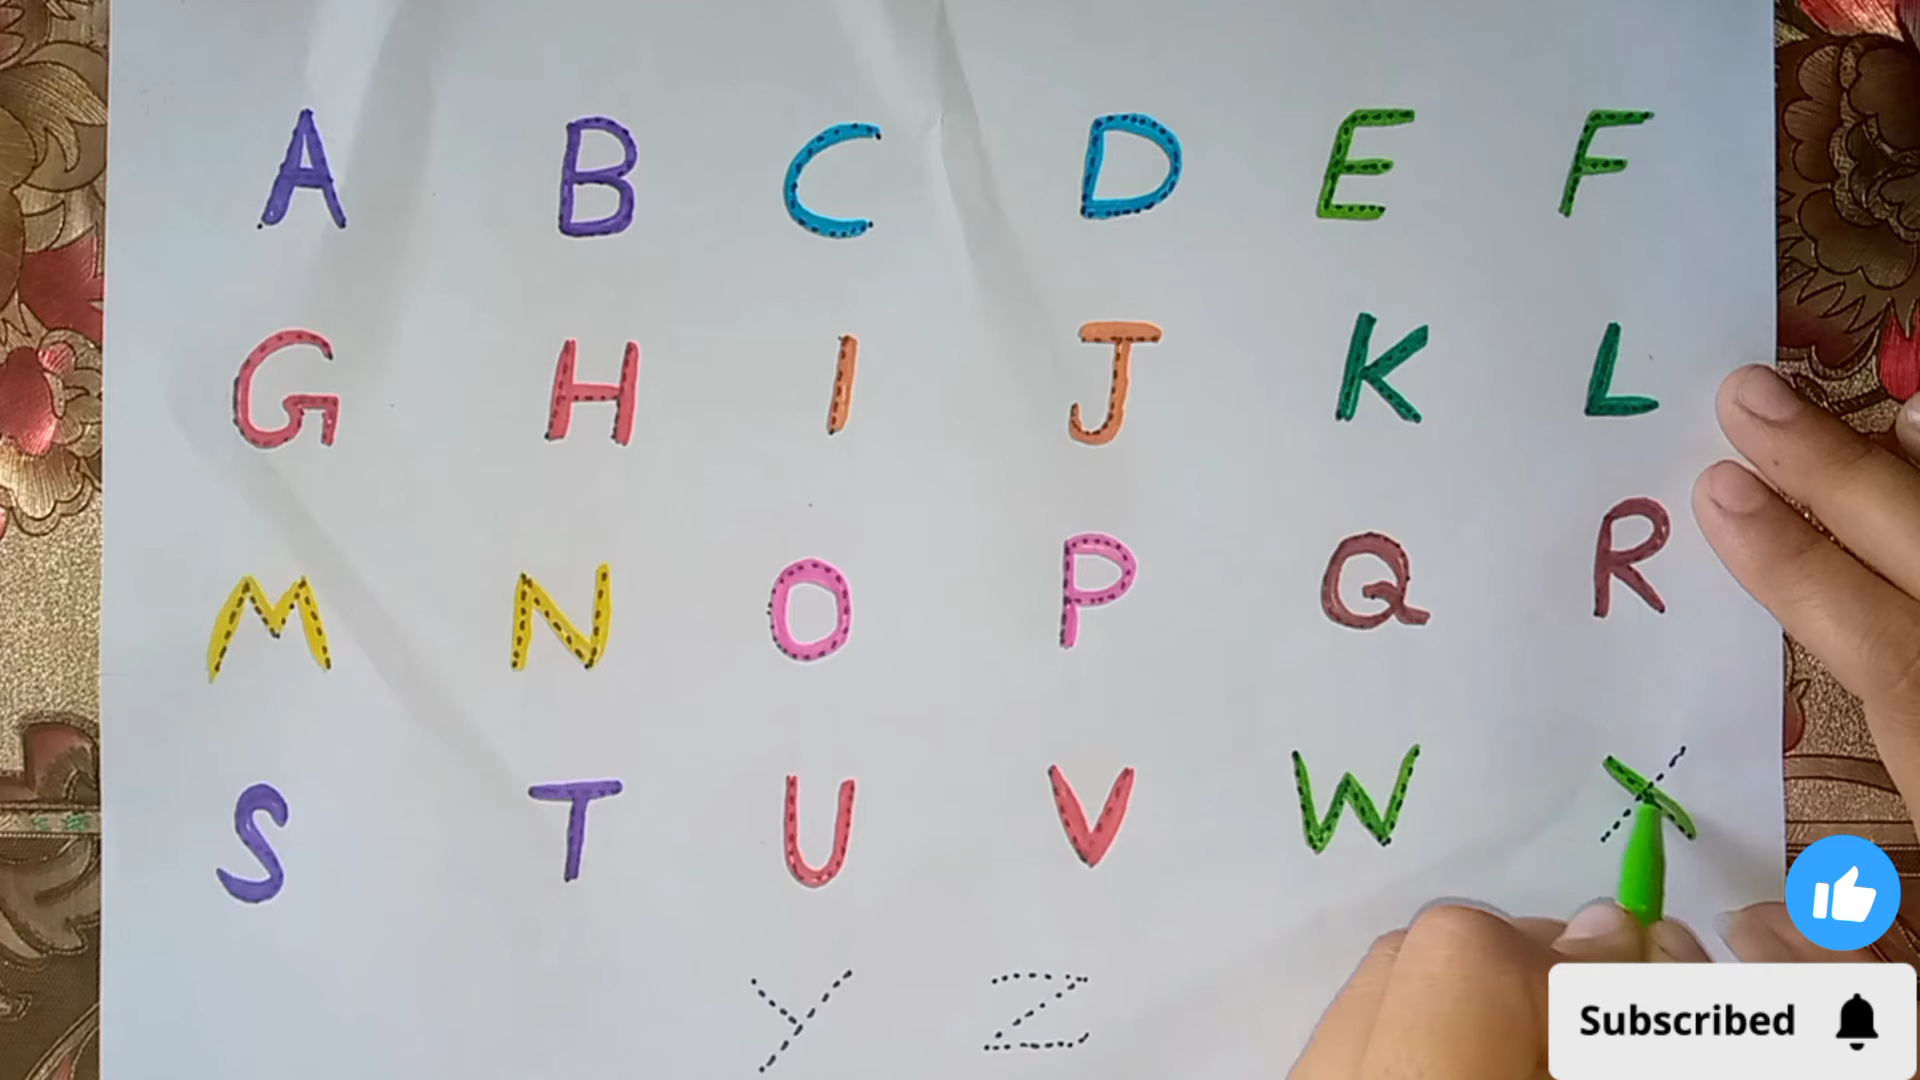 A B C D E F
G H I J K L
M N O P Q R
S T U V W X
Y Z
Subscribed